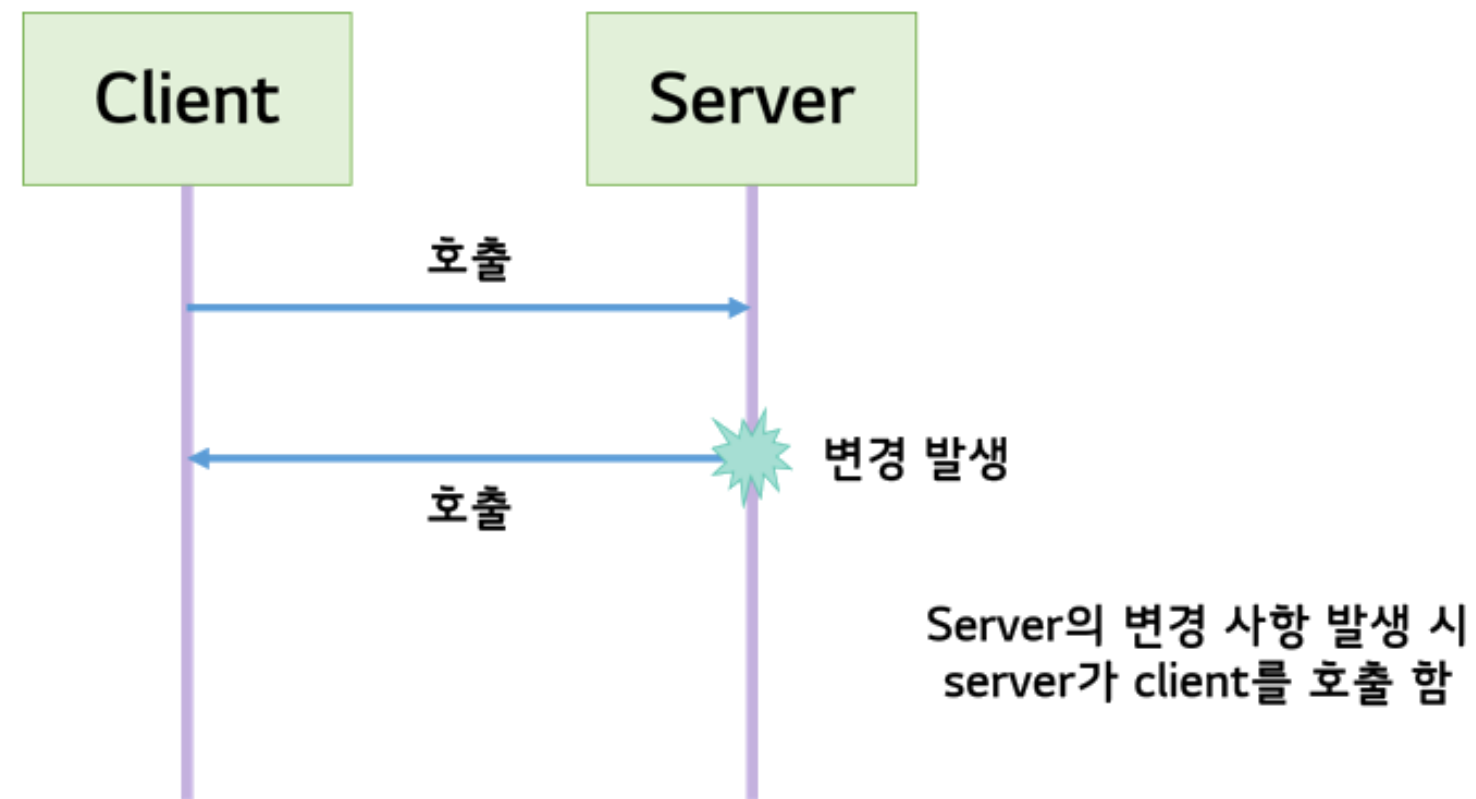 Client
Server
호출
변경 발생
호출
Server의 변경 사항 발생 시
server가 client를 호출 함